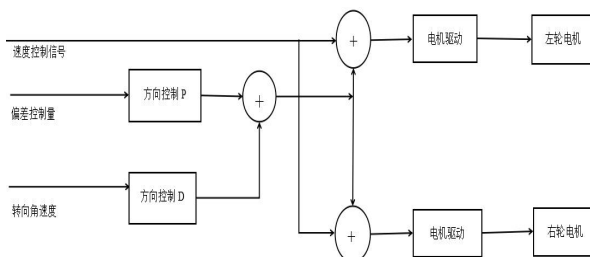 速度控制信号
+
电机驱动
左轮电机
偏差控制量
方向控制 P
+
转向角速度
方向控制 D
+
电机驱动
右轮电机